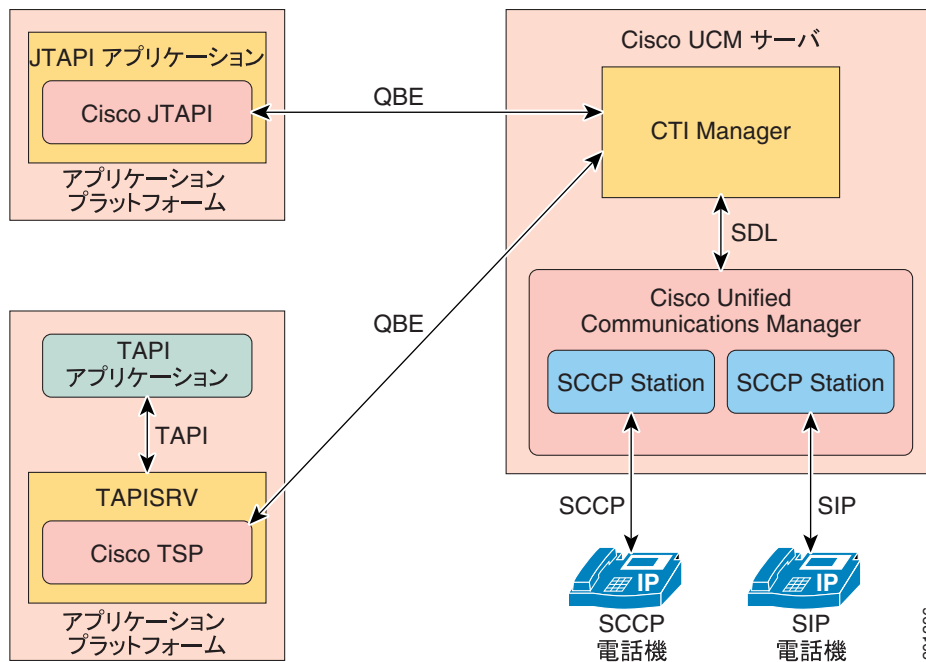 JTAPI アプリケーション
Cisco JTAPI
アプリケーション
プラットフォーム
QBE
Cisco UCM サーバ
CTI Manager
SDL
Cisco Unified
Communications Manager
SCCP Station
SCCP Station
QBE
TAPI
アプリケーション
TAPI
TAPISRV
Cisco TSP
アプリケーション
プラットフォーム
SCCP
SIP
IP
IP
SCCP
電話機
SIP
電話機